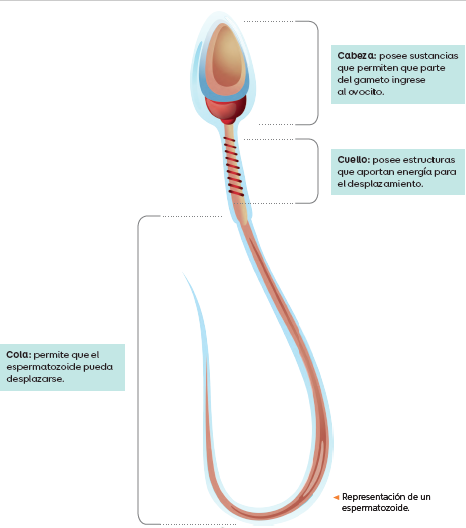 Cabeza: posee sustancias
que permiten que parte
del gameto ingrese
al ovocito.
Cuello: posee estructuras
que aportan energía para
el desplazamiento.
Cola: permite que el
espermatozoide pueda
desplazarse.
Representación de un
espermatozoide.